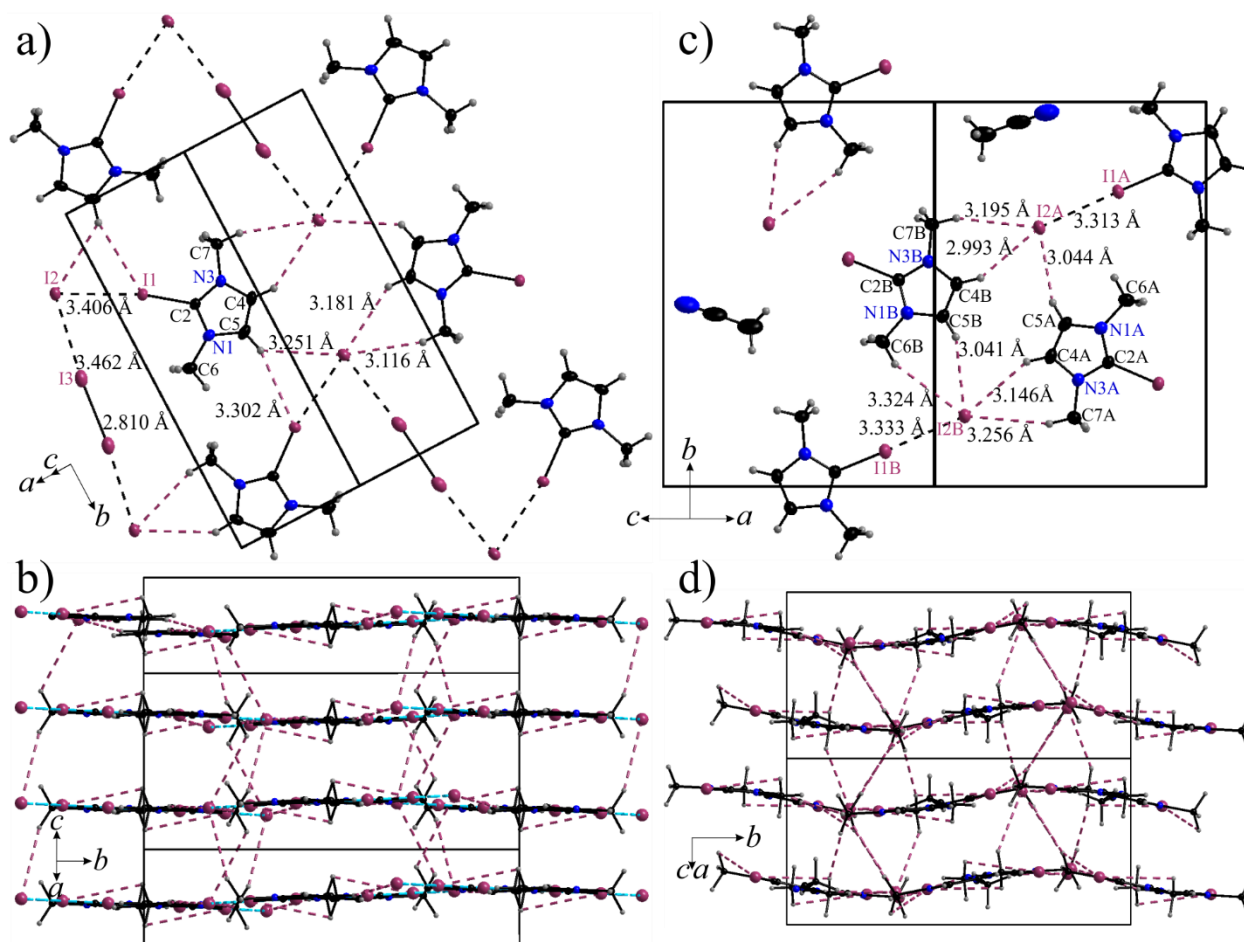 a)
I2
I1
3.406 Å
C7
N3
C4
C2
C5
N1
C6
3.181 Å
3.251 Å
3.116 Å
3.462 Å
I3
2.810 Å
3.302 Å
c
a
b
c)
I1A
3.195 Å
I2A
3.313 Å
C7B
2.993 Å
N3B
3.044 Å
C2B
C4B
C6A
N1B
C5B
C5A
N1A
C6B
3.041 Å
C4A
C2A
3.146Å
N3A
3.324 Å
C7A
3.333 Å
I2B
3.256 Å
I1B
b
c
a
b)
c
b
a
d)
b
c a